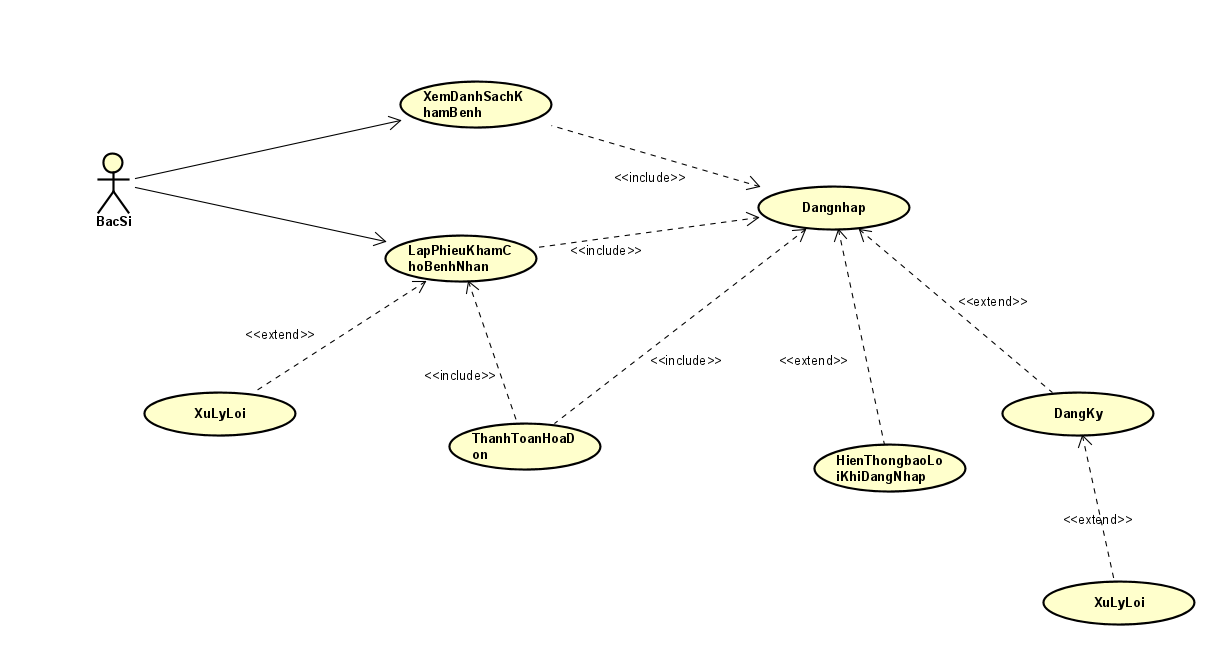 XemDanhSachK
hamBenh
<<include>>
BacSi
Dangnhap
LapPhieuKhamC
hoBenhNhan
<<include>>
<<extend>>
<<extend>>
<<include>>
<<extend>>
<<include>>
XuLyLoi
DangKy
ThanhToanHoaD
on
HienThongbaoLo
iKhiDangNhap
<<extend>>
XuLyLoi